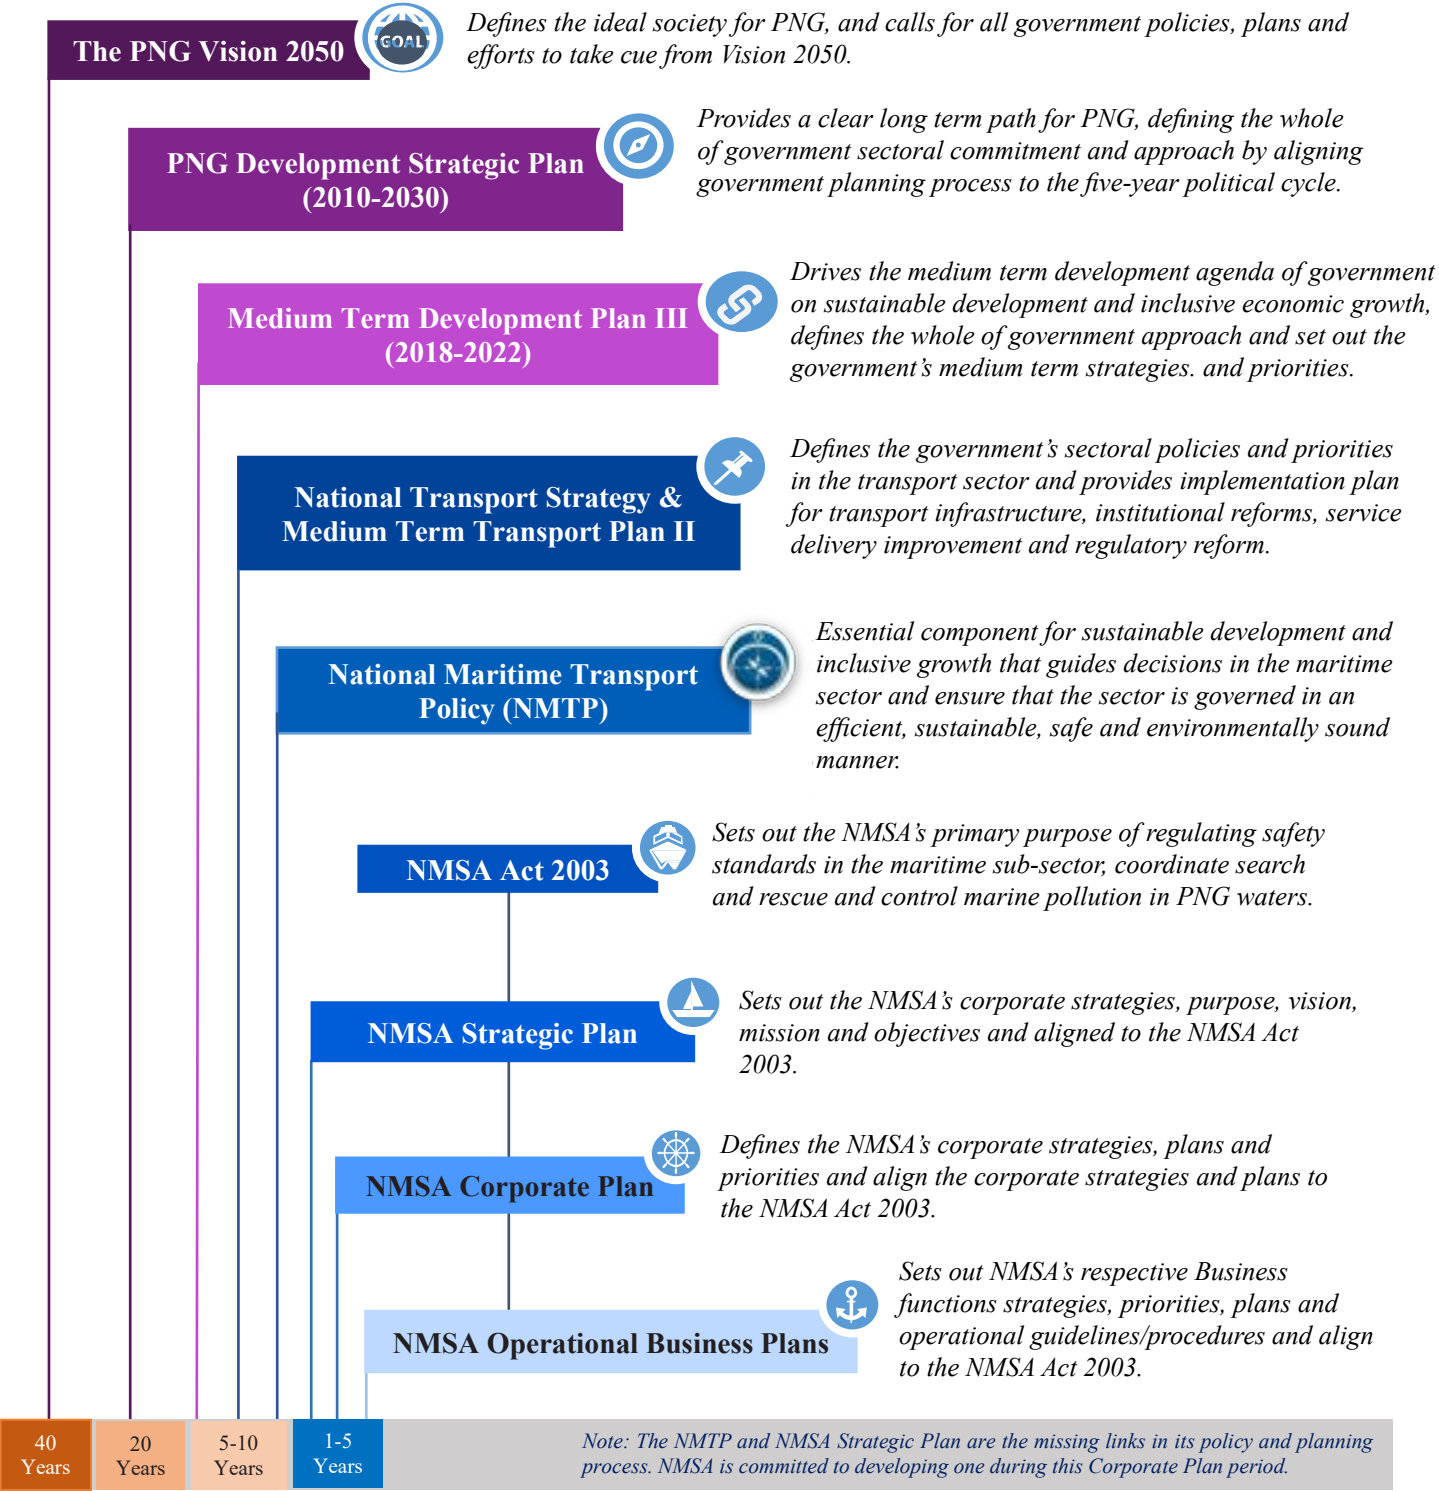 The PNG Vision 2050
GOAL
Defines the ideal society for PNG, and calls for all government policies, plans and
efforts to take cue from Vision 2050.
PNG Development Strategic Plan
(2010-2030)
Provides a clear long term path for PNG, defining the whole
of government sectoral commitment and approach by aligning
government planning process to the five-year political cycle.
Medium Term Development Plan III
(2018-2022)
Drives the medium term development agenda of government
on sustainable development and inclusive economic growth,
defines the whole of government approach and set out the
government’s medium term strategies. and priorities.
National Transport Strategy &
Medium Term Transport Plan II
Defines the government’s sectoral policies and priorities
in the transport sector and provides implementation plan
for transport infrastructure, institutional reforms, service
delivery improvement and regulatory reform.
National Maritime Transport
Policy (NMTP)
Essential component for sustainable development and
inclusive growth that guides decisions in the maritime
sector and ensure that the sector is governed in an
efficient, sustainable, safe and environmentally sound
manner.
NMSA Act 2003
Sets out the NMSA’s primary purpose of regulating safety
standards in the maritime sub-sector, coordinate search
and rescue and control marine pollution in PNG waters.
NMSA Strategic Plan
Sets out the NMSA’s corporate strategies, purpose, vision,
mission and objectives and aligned to the NMSA Act
2003.
NMSA Corporate Plan
Defines the NMSA’s corporate strategies, plans and
priorities and align the corporate strategies and plans to
the NMSA Act 2003.
NMSA Operational Business Plans
Sets out NMSA’s respective Business
functions strategies, priorities, plans and
operational guidelines/procedures and align
to the NMSA Act 2003.
40
Years
20
Years
5-10
Years
1-5
Years
Note: The NMTP and NMSA Strategic Plan are the missing links in its policy and planning
process. NMSA is committed to developing one during this Corporate Plan period.